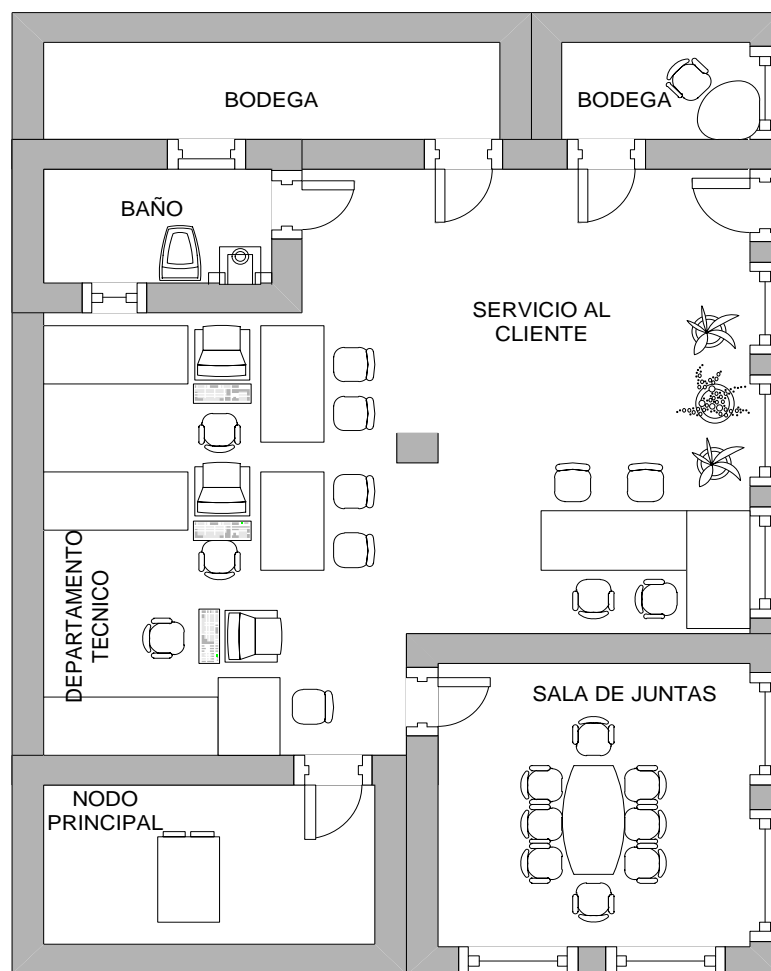 BODEGA
BODEGA
BAÑO
SERVICIO AL
CLIENTE
DEPARTAMENTO
TECNICO
SALA DE JUNTAS
NODO
PRINCIPAL